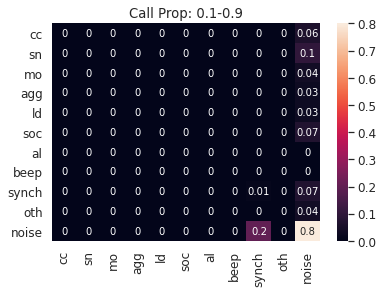 Call Prop: 0.1-0.9
cc 0 0 0 0 0 0 0 0 0 0 0.06
sn 0 0 0 0 0 0 0 0 0 0 0.1
mo 0 0 0 0 0 0 0 0 0 0 0.04
agg 0 0 0 0 0 0 0 0 0 0 0.03
ld 0 0 0 0 0 0 0 0 0 0 0.03
soc 0 0 0 0 0 0 0 0 0 0 0.07
al 0 0 0 0 0 0 0 0 0 0 0
beep 0 0 0 0 0 0 0 0 0 0 0
synch 0 0 0 0 0 0 0 0 0.01 0 0.07
oth 0 0 0 0 0 0 0 0 0 0 0.04
noise 0 0 0 0 0 0 0 0 0.2 0 0.8
cc sn mo agg ld soc al beep synch oth noise
0.8
0.7
0.6
0.5
0.4
0.3
0.2
0.1
0.0